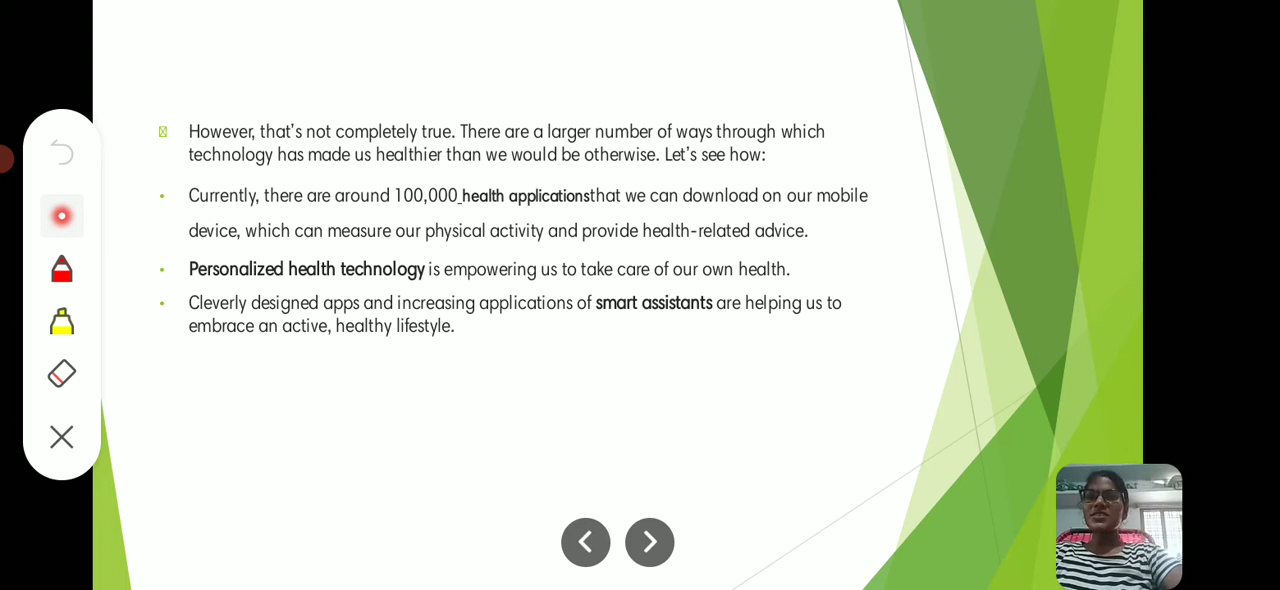 However, that's not completely true. There are a larger number of ways through which
technology has made us healthier than we would be otherwise. Let's see how:
• Currently, there are around 100,000 health applicationsthat we can download on our mobile
device, which can measure our physical activity and provide health-related advice.
• Personalized health technology is empowering us to take care of our own health.
• Cleverly designed apps and increasing applications of smart assistants are helping us to
embrace an active, healthy lifestyle.